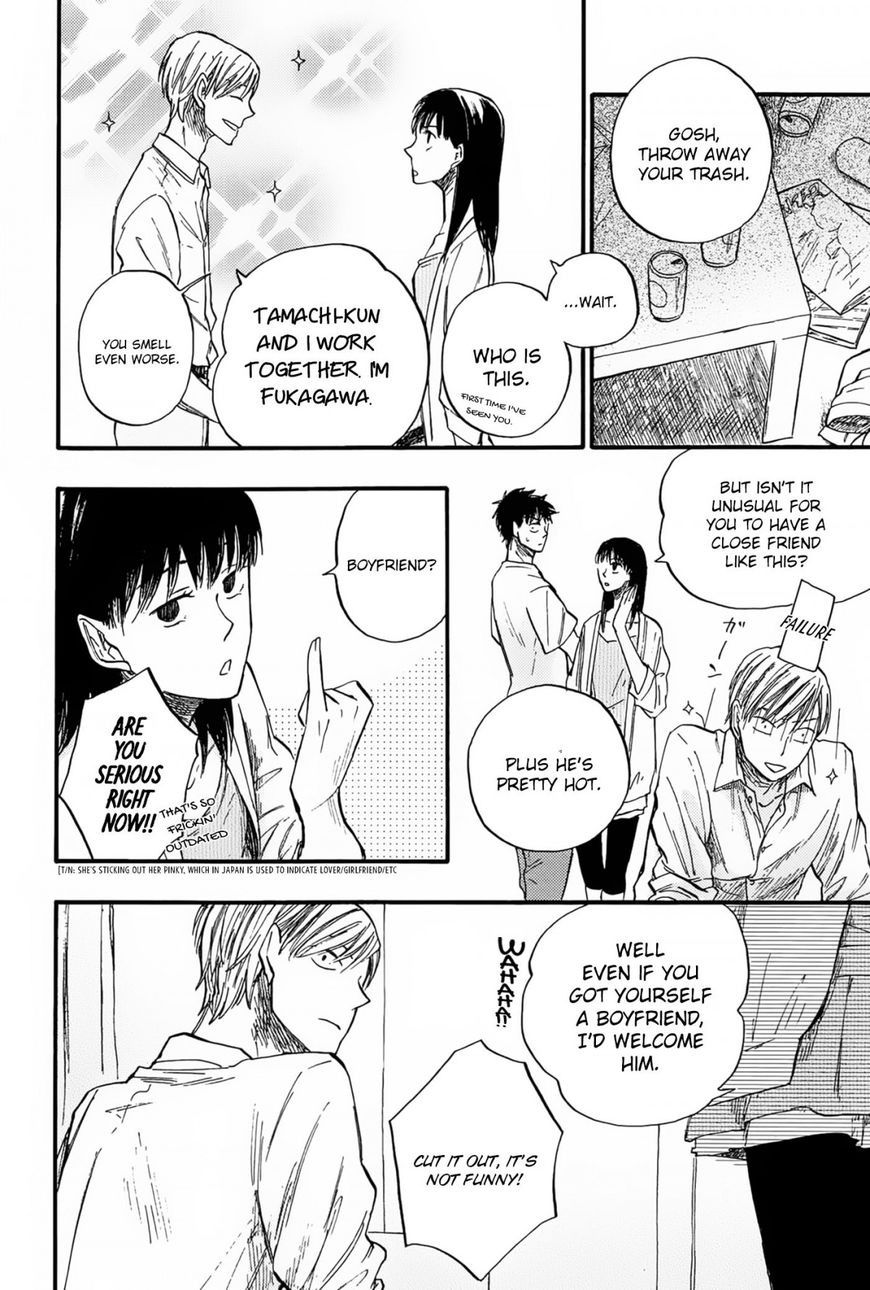 GOSH,
THROW AWAY
YOUR TRASH.
...WAIT.
WHO IS
THIS.
FIRST TIME I'VE
SEEN YOU.
TAMACHI-KUN
AND I WORK
TOGETHER. I'M
FUKAGAWA.
YOU SMELL
EVEN WORSE.
BUT ISN'T IT
UNUSUAL FOR
YOU TO HAVE A
CLOSE FRIEND
LIKE THIS?
FAILURE
ガッ
PLUS HE'S
PRETTY HOT.
BOYFRIEND?
ARE
YOU
SERIOUS
RIGHT
NOW!!
THAT'S SO
FRICKIN'
OUTDATED
[T/N: SHE'S STICKING OUT HER PINKY, WHICH IN JAPAN IS USED TO INDICATE LOVER/GIRLFRIEND/ETC
WELL
EVEN IF YOU
GOT YOURSELF
A BOYFRIEND,
I'D WELCOME
HIM.
WAHAHA!!
CUT IT OUT, IT'S
NOT FUNNY!